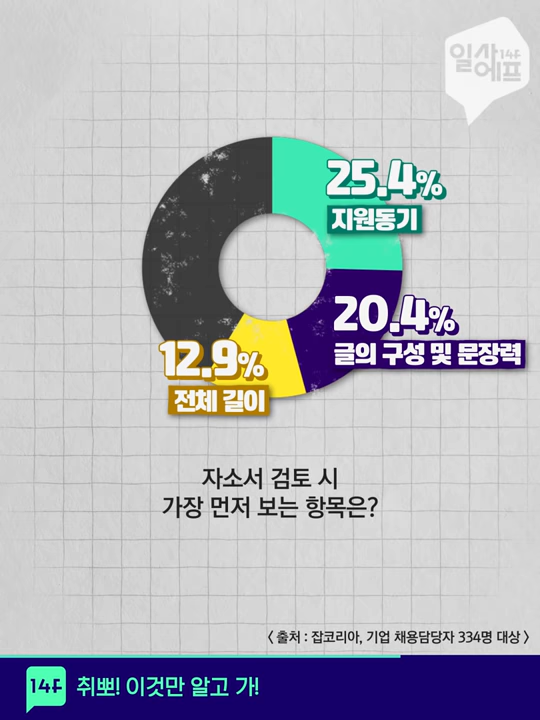 일사 14F
에프
25.4%
지원동기
20.4%
글의 구성 및 문장력
12.9%
전체 길이
자소서 검토 시
가장 먼저 보는 항목은?
< 출처 : 잡코리아, 기업 채용담당자 334명 대상 >
14F 취뽀! 이것만 알고 가!